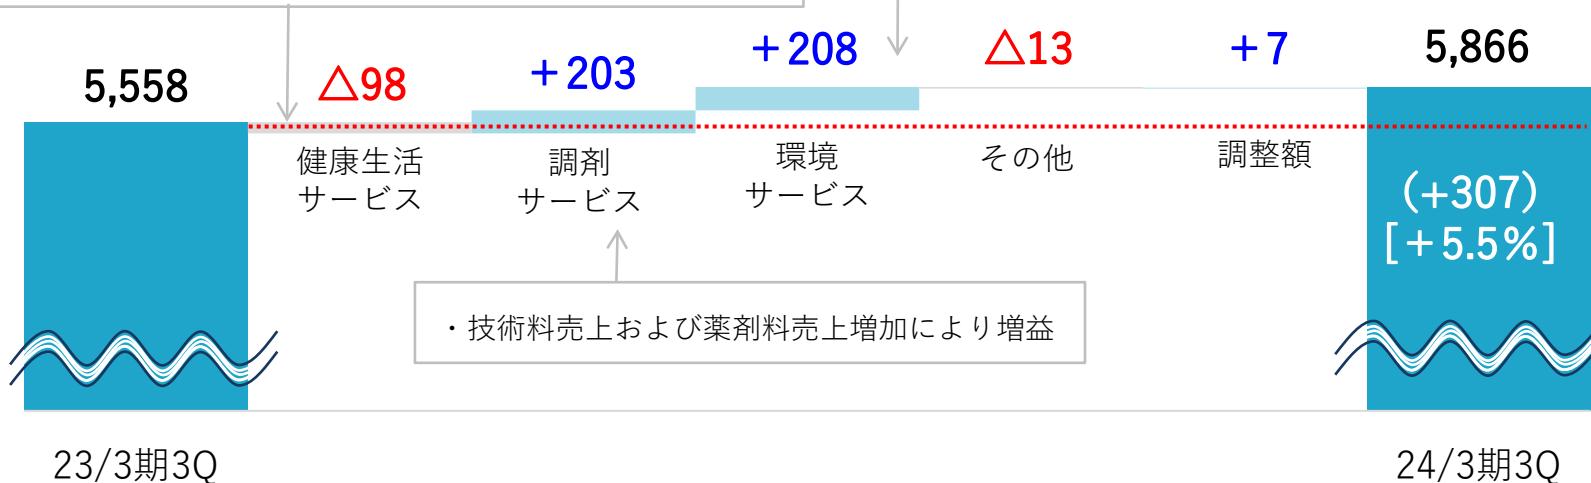 5,558
△98
+203
+208
△13
+7
5,866
健康生活
サービス
調剤
サービス
環境
サービス
その他
調整額
(+307)
[+5.5%]
・技術料売上および薬剤料売上増加により増益
23/3期3Q
24/3期3Q